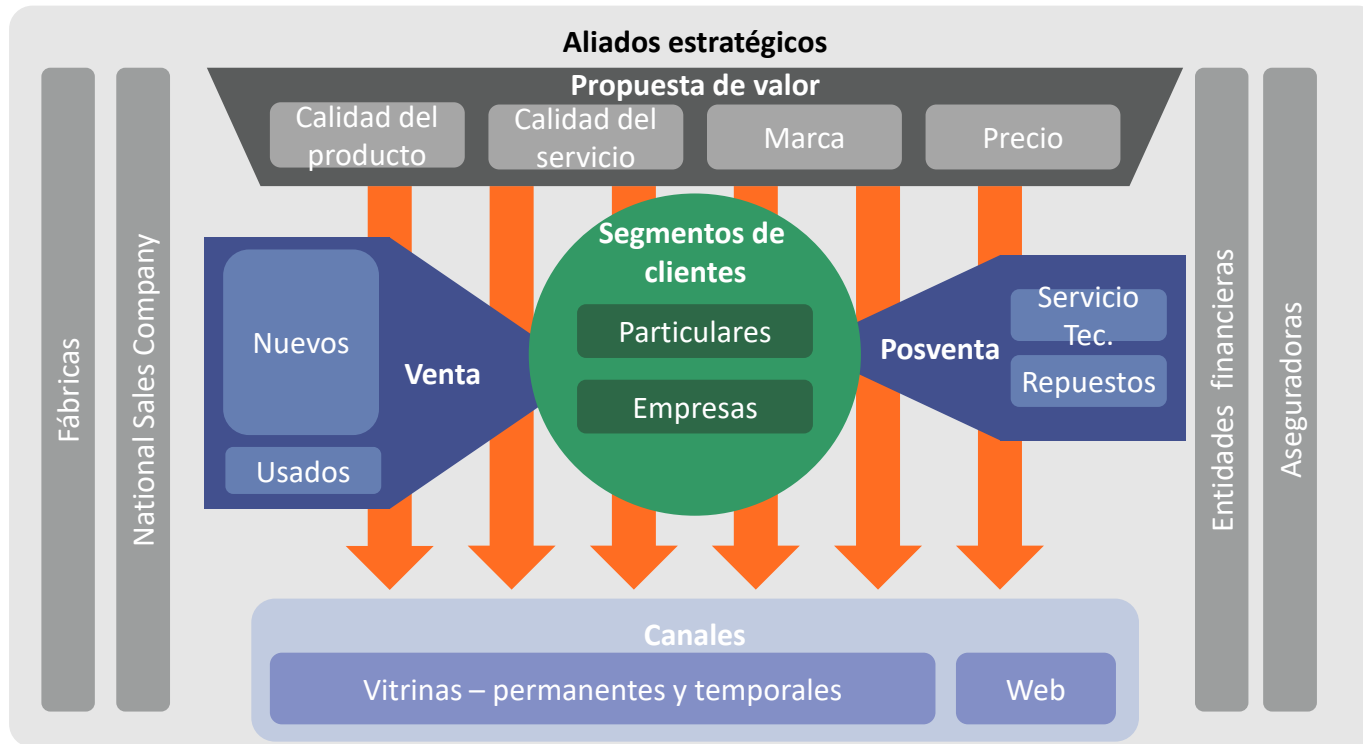 Aliados estratégicos
Propuesta de valor
Calidad del
producto
Calidad del
servicio
Marca
Precio
Fábricas
National Sales Company
Segmentos de
clientes
Particulares
Empresas
Nuevos
Usados
Venta
Posventa
Servicio
Tec.
Repuestos
Entidades  financieras
Aseguradoras
Canales
Vitrinas – permanentes y temporales
Web